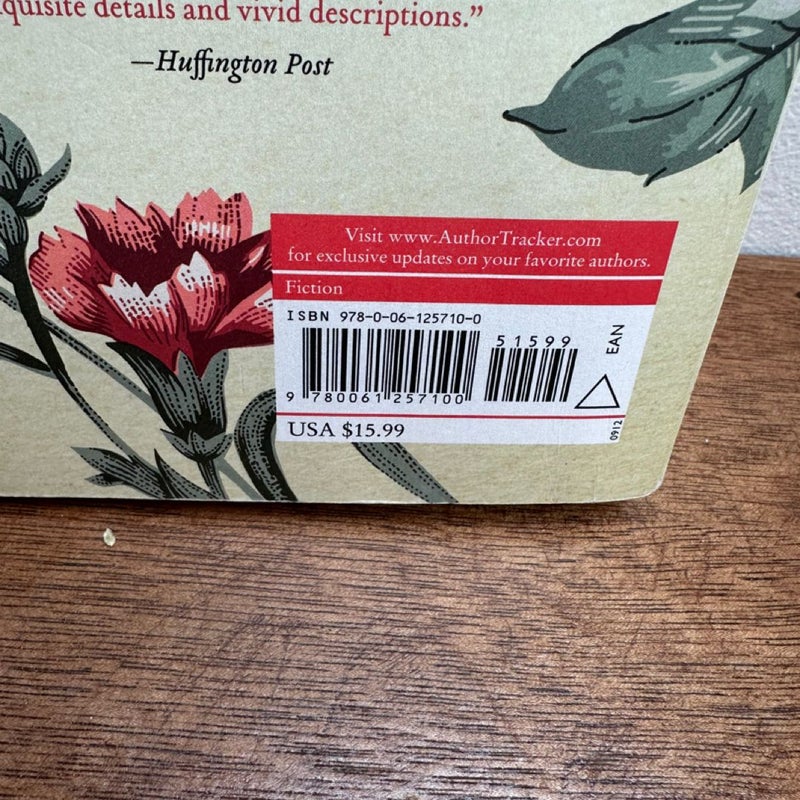 details and vivid descriptions.”
—Huffington Post
Visit www.AuthorTracker.com
for exclusive updates on your favorite authors.
Fiction
ISBN 978-0-06-125710-0
51599
9 780061 257100
EAN
USA $15.99
0912